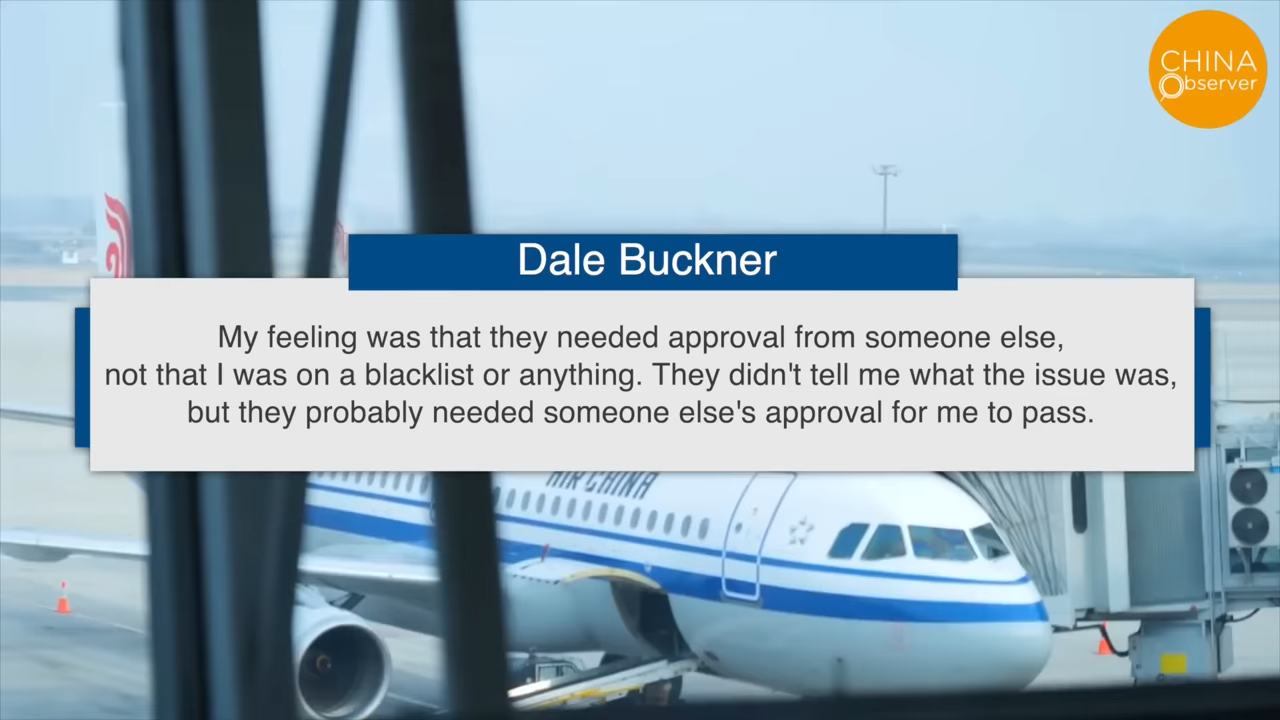 CHINA
Observer
Dale Buckner
My feeling was that they needed approval from someone else,
not that I was on a blacklist or anything. They didn't tell me what the issue was,
but they probably needed someone else's approval for me to pass.
AIR CHINA